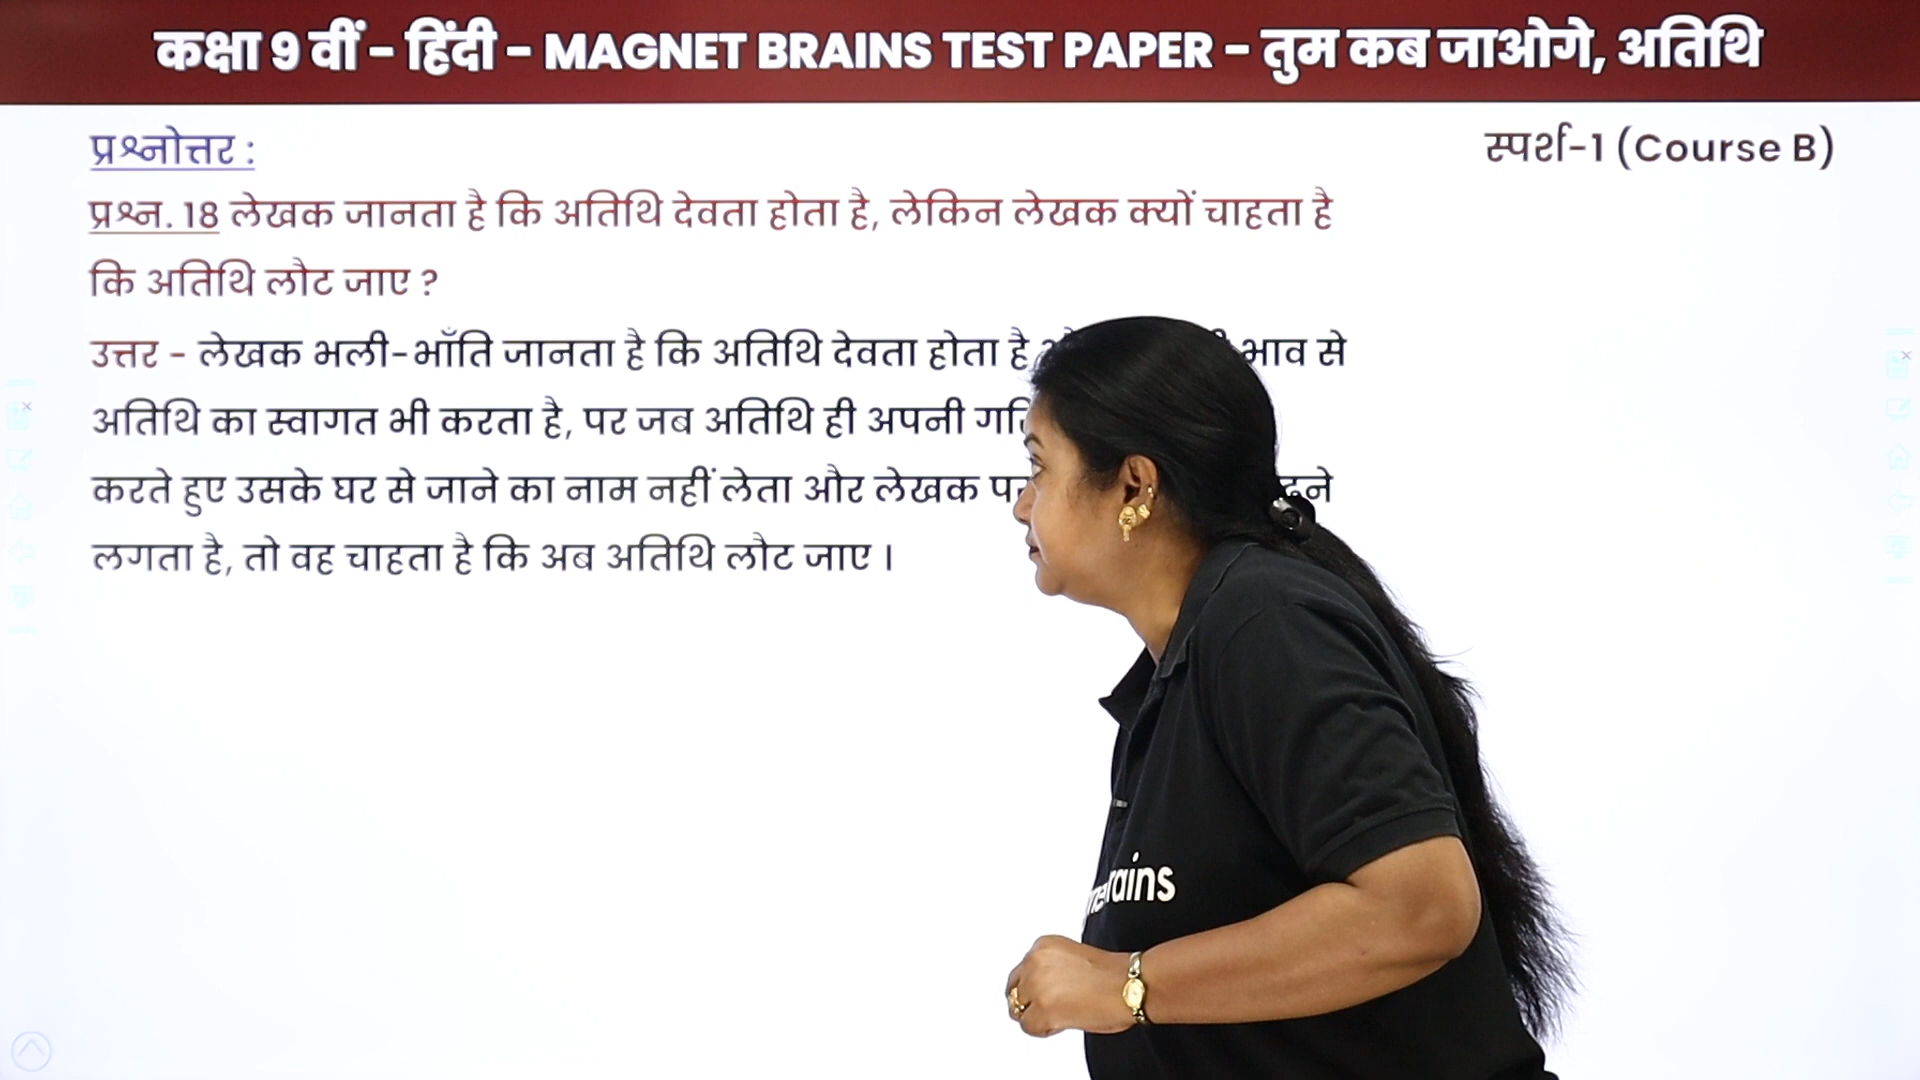 कक्षा 9 वीं - हिंदी - MAGNET BRAINS TEST PAPER - तुम कब जाओगे, अतिथि
प्रश्नोत्तर :
स्पर्श-1 (Course B)
प्रश्न. 18 लेखक जानता है कि अतिथि देवता होता है, लेकिन लेखक क्यों चाहता है
कि अतिथि लौट जाए ?
उत्तर - लेखक भली-भाँति जानता है कि अतिथि देवता होता है भाव से
अतिथि का स्वागत भी करता है, पर जब अतिथि ही अपनी
करते हुए उसके घर से जाने का नाम नहीं लेता और लेखक
लगता है, तो वह चाहता है कि अब अतिथि लौट जाए ।